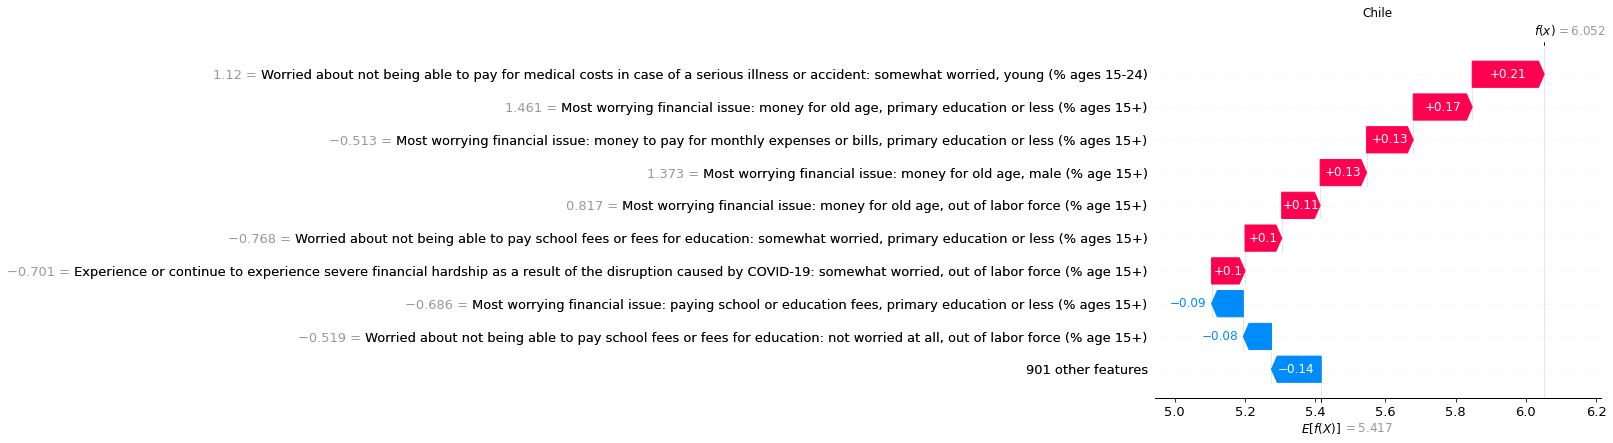 Chile
f(x) = 6.052
1.12 = Worried about not being able to pay for medical costs in case of a serious illness or accident: somewhat worried, young (% ages 15-24)
+0.21
1.461 = Most worrying financial issue: money for old age, primary education or less (% ages 15+)
+0.17
−0.513 = Most worrying financial issue: money to pay for monthly expenses or bills, primary education or less (% ages 15+)
+0.13
1.373 = Most worrying financial issue: money for old age, male (% age 15+)
+0.13
0.817 = Most worrying financial issue: money for old age, out of labor force (% age 15+)
+0.11
−0.768 = Worried about not being able to pay school fees or fees for education: somewhat worried, primary education or less (% ages 15+)
+0.1
−0.701 = Experience or continue to experience severe financial hardship as a result of the disruption caused by COVID-19: somewhat worried, out of labor force (% age 15+)
+0.1
−0.686 = Most worrying financial issue: paying school or education fees, primary education or less (% ages 15+)
−0.09
−0.519 = Worried about not being able to pay school fees or fees for education: not worried at all, out of labor force (% age 15+)
−0.08
901 other features
−0.14
5.0 5.2 5.4 5.6 5.8 6.0 6.2
E[f(X)] = 5.417